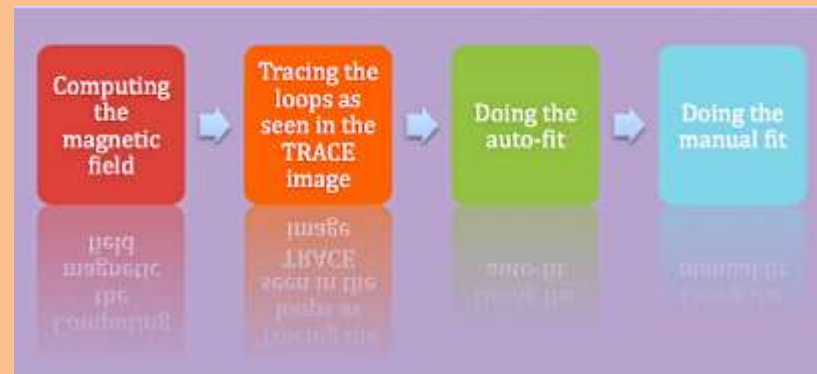 Computing
the
magnetic
field
Tracing the
loops as
seen in the
TRACE
image
Doing the
auto-fit
Doing the
manual fit